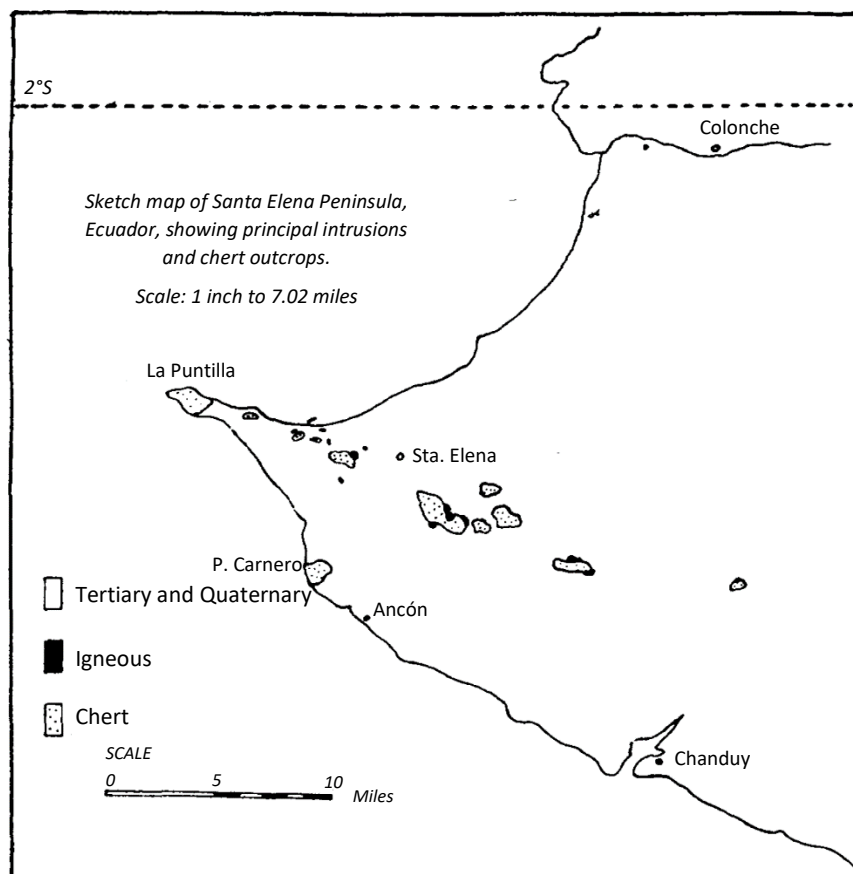 2°S
Colonche
Sketch map of Santa Elena Peninsula,
Ecuador, showing principal intrusions
and chert outcrops.
Scale: 1 inch to 7.02 miles
La Puntilla
Sta. Elena
P. Carnero
Tertiary and Quaternary
Ancón
Igneous
Chert
SCALE
0 5 10
Miles
Chanduy